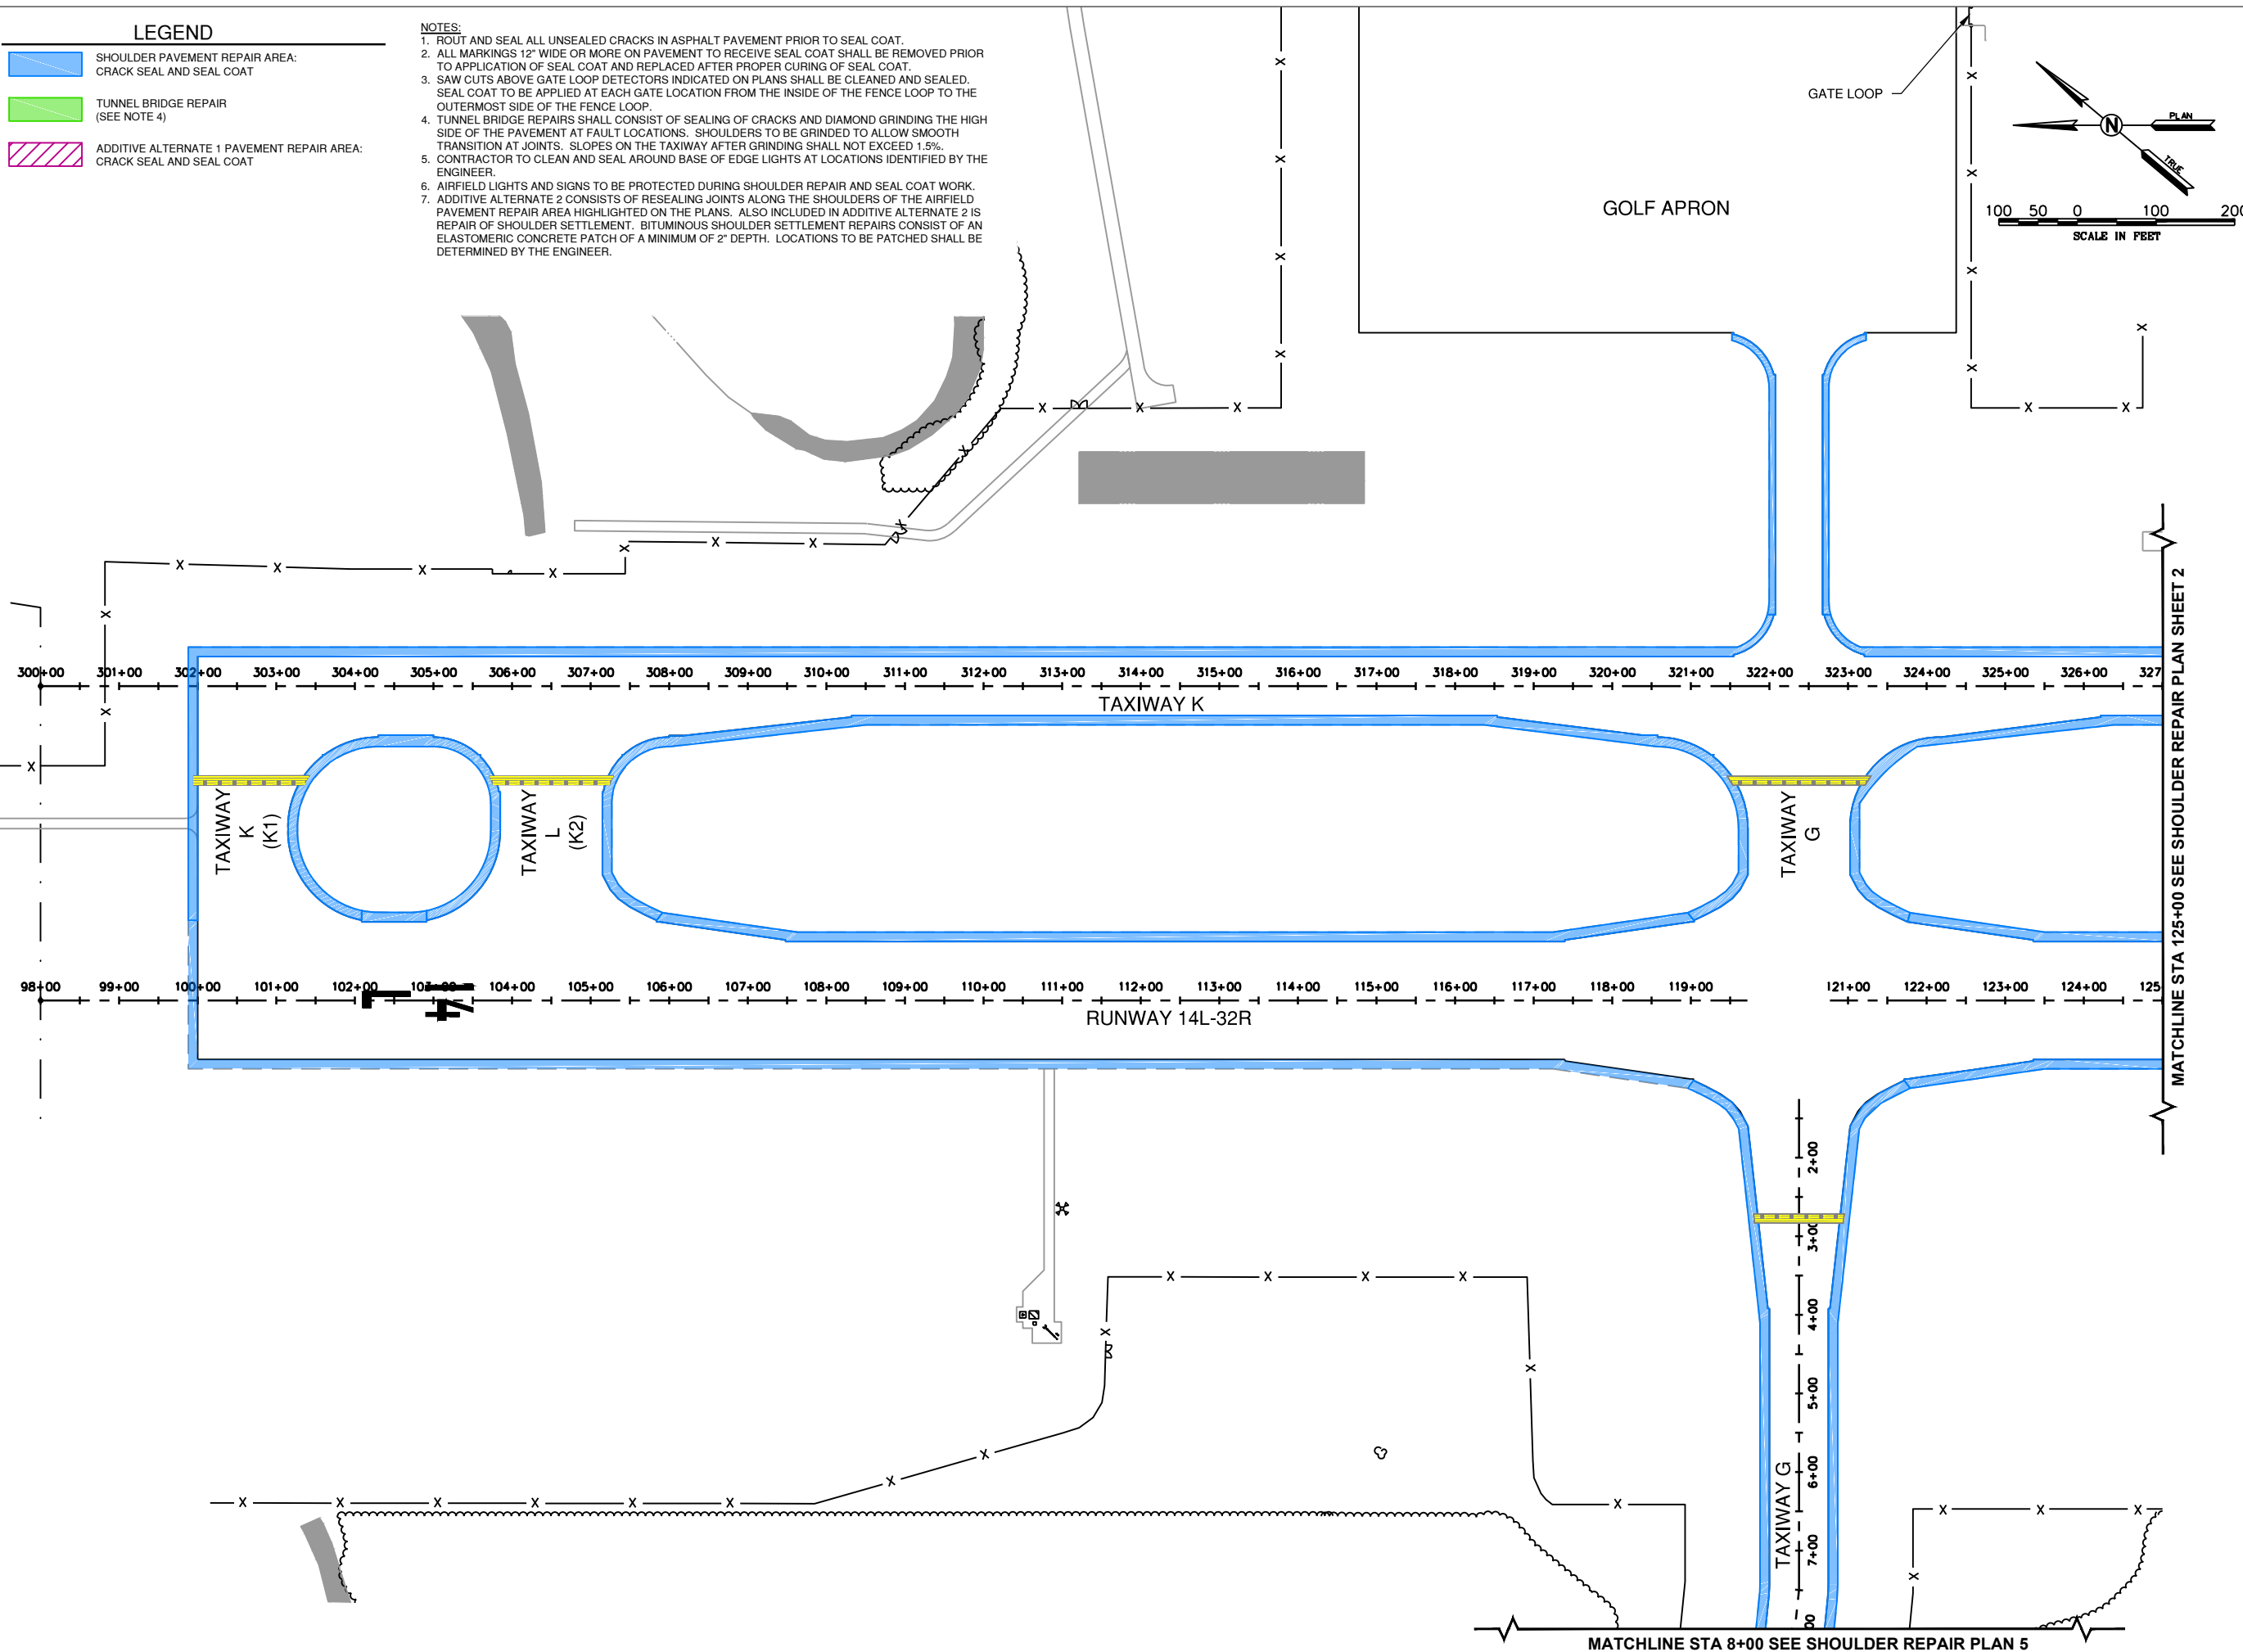 LEGEND
SHOULDER PAVEMENT REPAIR AREA:
CRACK SEAL AND SEAL COAT
TUNNEL BRIDGE REPAIR
(SEE NOTE 4)
ADDITIVE ALTERNATE 1 PAVEMENT REPAIR AREA:
CRACK SEAL AND SEAL COAT
NOTES:
1. ROUT AND SEAL ALL UNSEALED CRACKS IN ASPHALT PAVEMENT PRIOR TO SEAL COAT.
2. ALL MARKINGS 12" WIDE OR MORE ON PAVEMENT TO RECEIVE SEAL COAT SHALL BE REMOVED PRIOR
TO APPLICATION OF SEAL COAT AND REPLACED AFTER PROPER CURING OF SEAL COAT.
3. SAW CUTS ABOVE GATE LOOP DETECTORS INDICATED ON PLANS SHALL BE CLEANED AND SEALED.
SEAL COAT TO BE APPLIED AT EACH GATE LOCATION FROM THE INSIDE OF THE FENCE LOOP TO THE
OUTERMOST SIDE OF THE FENCE LOOP.
4. TUNNEL BRIDGE REPAIRS SHALL CONSIST OF SEALING OF CRACKS AND DIAMOND GRINDING THE HIGH
SIDE OF THE PAVEMENT AT FAULT LOCATIONS. SHOULDERS TO BE GRINDED TO ALLOW SMOOTH
TRANSITION AT JOINTS. SLOPES ON THE TAXIWAY AFTER GRINDING SHALL NOT EXCEED 1.5%.
5. CONTRACTOR TO CLEAN AND SEAL AROUND BASE OF EDGE LIGHTS AT LOCATIONS IDENTIFIED BY THE
ENGINEER.
6. AIRFIELD LIGHTS AND SIGNS TO BE PROTECTED DURING SHOULDER REPAIR AND SEAL COAT WORK.
7. ADDITIVE ALTERNATE 2 CONSISTS OF RESEALING JOINTS ALONG THE SHOULDERS OF THE AIRFIELD
PAVEMENT REPAIR AREA HIGHLIGHTED ON THE PLANS. ALSO INCLUDED IN ADDITIVE ALTERNATE 2 IS
REPAIR OF SHOULDER SETTLEMENT. BITUMINOUS SHOULDER SETTLEMENT REPAIRS CONSIST OF AN
ELASTOMERIC CONCRETE PATCH OF A MINIMUM OF 2" DEPTH. LOCATIONS TO BE PATCHED SHALL BE
DETERMINED BY THE ENGINEER.
GATE LOOP
N
PLAN
TRUE
100 50 0 100 200
SCALE IN FEET
GOLF APRON
300+00 301+00 302+00 303+00 304+00 305+00 306+00 307+00 308+00 309+00 310+00 311+00 312+00 313+00 314+00 315+00 316+00 317+00 318+00 319+00 320+00 321+00 322+00 323+00 324+00 325+00 326+00 327
TAXIWAY K
TAXIWAY
K
(K1)
TAXIWAY
L
(K2)
TAXIWAY
G
98+00 99+00 100+00 101+00 102+00 103+00 104+00 105+00 106+00 107+00 108+00 109+00 110+00 111+00 112+00 113+00 114+00 115+00 116+00 117+00 118+00 119+00 121+00 122+00 123+00 124+00 125
14
L
RUNWAY 14L-32R
MATCHLINE STA 125+00 SEE SHOULDER REPAIR PLAN SHEET 2
2+00
3+00
4+00
5+00
6+00
7+00
00
TAXIWAY G
MATCHLINE STA 8+00 SEE SHOULDER REPAIR PLAN 5